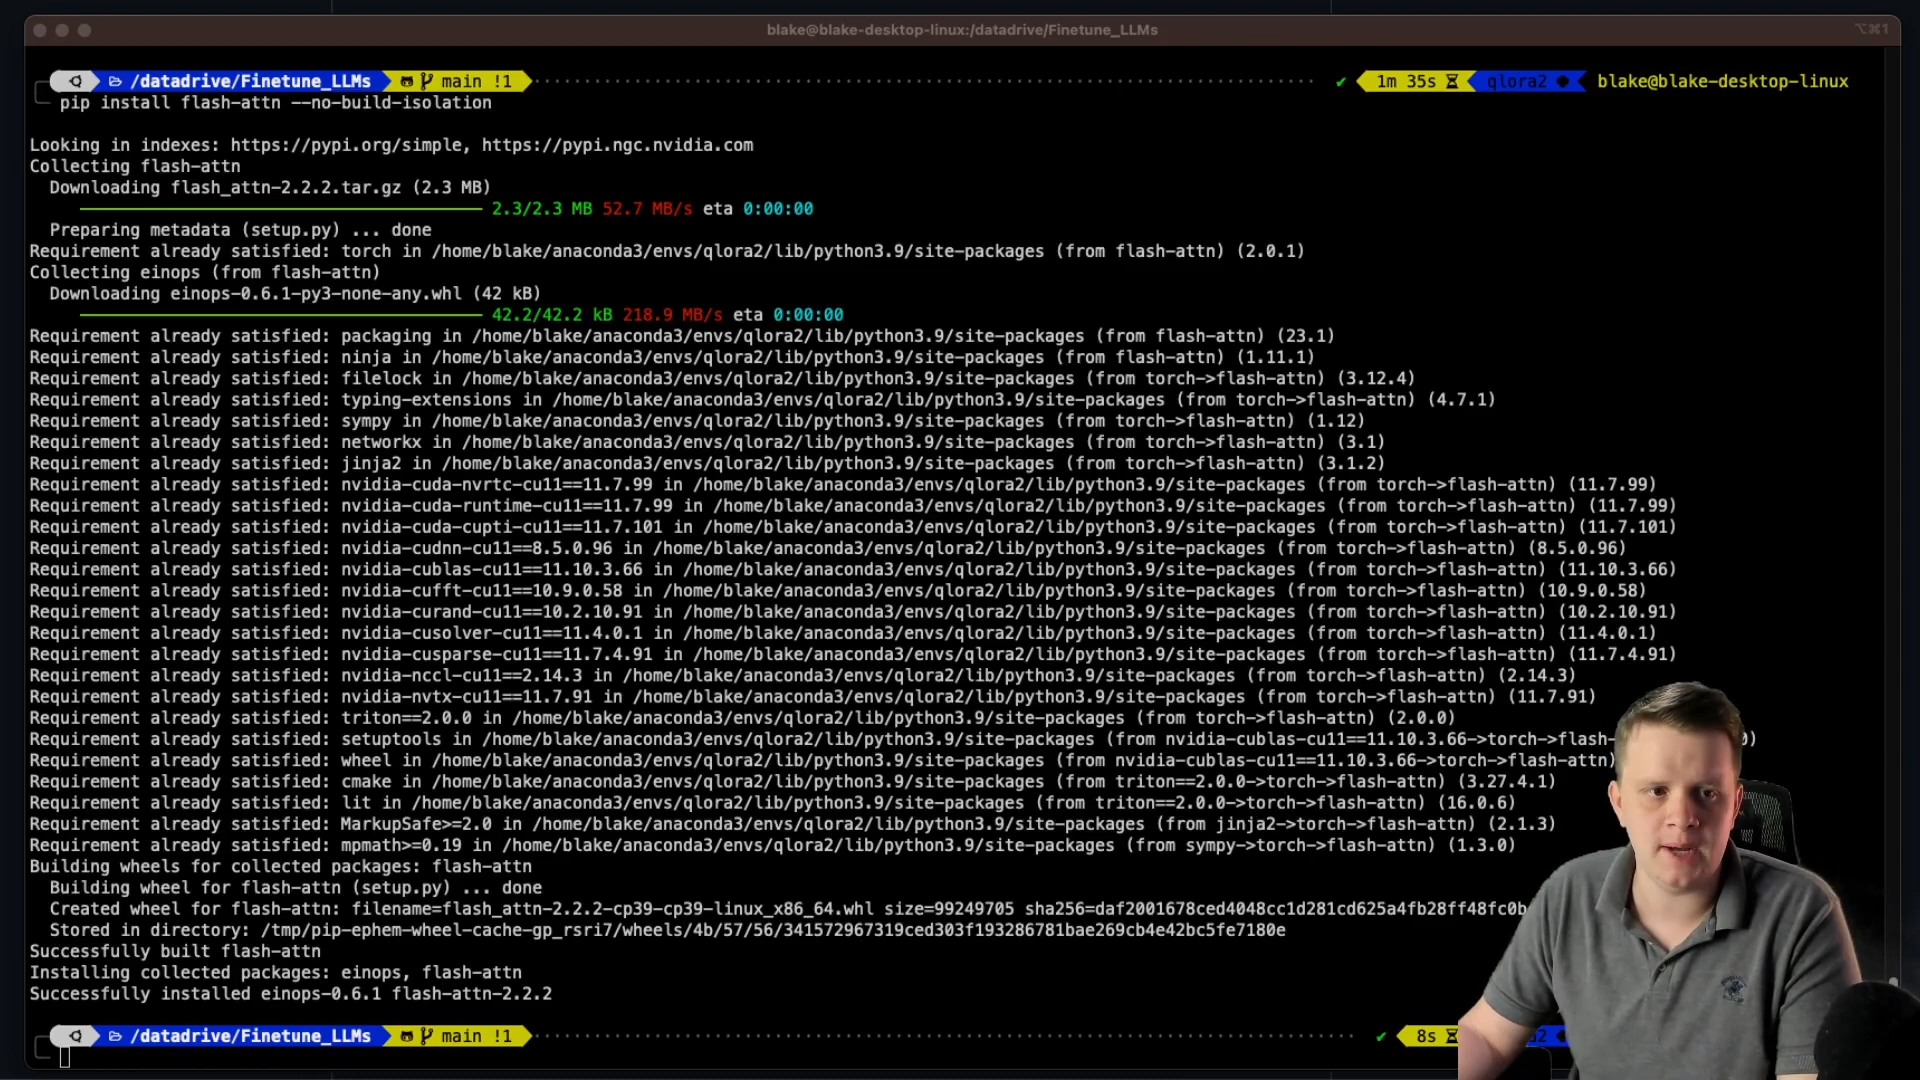 blake@blake-desktop-linux:/datadrive/Finetune_LLMs
⌥⌘1
/datadrive/Finetune_LLMs main !1 ✔ 1m 35s qlora2 blake@blake-desktop-linux
pip install flash-attn --no-build-isolation
Looking in indexes: https://pypi.org/simple, https://pypi.ngc.nvidia.com
Collecting flash-attn
Downloading flash_attn-2.2.2.tar.gz (2.3 MB)
2.3/2.3 MB 52.7 MB/s eta 0:00:00
Preparing metadata (setup.py) ... done
Requirement already satisfied: torch in /home/blake/anaconda3/envs/qlora2/lib/python3.9/site-packages (from flash-attn) (2.0.1)
Collecting einops (from flash-attn)
Downloading einops-0.6.1-py3-none-any.whl (42 kB)
42.2/42.2 kB 218.9 MB/s eta 0:00:00
Requirement already satisfied: packaging in /home/blake/anaconda3/envs/qlora2/lib/python3.9/site-packages (from flash-attn) (23.1)
Requirement already satisfied: ninja in /home/blake/anaconda3/envs/qlora2/lib/python3.9/site-packages (from flash-attn) (1.11.1)
Requirement already satisfied: filelock in /home/blake/anaconda3/envs/qlora2/lib/python3.9/site-packages (from torch->flash-attn) (3.12.4)
Requirement already satisfied: typing-extensions in /home/blake/anaconda3/envs/qlora2/lib/python3.9/site-packages (from torch->flash-attn) (4.7.1)
Requirement already satisfied: sympy in /home/blake/anaconda3/envs/qlora2/lib/python3.9/site-packages (from torch->flash-attn) (1.12)
Requirement already satisfied: networkx in /home/blake/anaconda3/envs/qlora2/lib/python3.9/site-packages (from torch->flash-attn) (3.1)
Requirement already satisfied: jinja2 in /home/blake/anaconda3/envs/qlora2/lib/python3.9/site-packages (from torch->flash-attn) (3.1.2)
Requirement already satisfied: nvidia-cuda-nvrtc-cu11==11.7.99 in /home/blake/anaconda3/envs/qlora2/lib/python3.9/site-packages (from torch->flash-attn) (11.7.99)
Requirement already satisfied: nvidia-cuda-runtime-cu11==11.7.99 in /home/blake/anaconda3/envs/qlora2/lib/python3.9/site-packages (from torch->flash-attn) (11.7.99)
Requirement already satisfied: nvidia-cuda-cupti-cu11==11.7.101 in /home/blake/anaconda3/envs/qlora2/lib/python3.9/site-packages (from torch->flash-attn) (11.7.101)
Requirement already satisfied: nvidia-cudnn-cu11==8.5.0.96 in /home/blake/anaconda3/envs/qlora2/lib/python3.9/site-packages (from torch->flash-attn) (8.5.0.96)
Requirement already satisfied: nvidia-cublas-cu11==11.10.3.66 in /home/blake/anaconda3/envs/qlora2/lib/python3.9/site-packages (from torch->flash-attn) (11.10.3.66)
Requirement already satisfied: nvidia-cufft-cu11==10.9.0.58 in /home/blake/anaconda3/envs/qlora2/lib/python3.9/site-packages (from torch->flash-attn) (10.9.0.58)
Requirement already satisfied: nvidia-curand-cu11==10.2.10.91 in /home/blake/anaconda3/envs/qlora2/lib/python3.9/site-packages (from torch->flash-attn) (10.2.10.91)
Requirement already satisfied: nvidia-cusolver-cu11==11.4.0.1 in /home/blake/anaconda3/envs/qlora2/lib/python3.9/site-packages (from torch->flash-attn) (11.4.0.1)
Requirement already satisfied: nvidia-cusparse-cu11==11.7.4.91 in /home/blake/anaconda3/envs/qlora2/lib/python3.9/site-packages (from torch->flash-attn) (11.7.4.91)
Requirement already satisfied: nvidia-nccl-cu11==2.14.3 in /home/blake/anaconda3/envs/qlora2/lib/python3.9/site-packages (from torch->flash-attn) (2.14.3)
Requirement already satisfied: nvidia-nvtx-cu11==11.7.91 in /home/blake/anaconda3/envs/qlora2/lib/python3.9/site-packages (from torch->flash-attn) (11.7.91)
Requirement already satisfied: triton==2.0.0 in /home/blake/anaconda3/envs/qlora2/lib/python3.9/site-packages (from torch->flash-attn) (2.0.0)
Requirement already satisfied: setuptools in /home/blake/anaconda3/envs/qlora2/lib/python3.9/site-packages (from nvidia-cublas-cu11==11.10.3.66->torch->flash-
Requirement already satisfied: wheel in /home/blake/anaconda3/envs/qlora2/lib/python3.9/site-packages (from nvidia-cublas-cu11==11.10.3.66->torch->flash-attn)
Requirement already satisfied: cmake in /home/blake/anaconda3/envs/qlora2/lib/python3.9/site-packages (from triton==2.0.0->torch->flash-attn) (3.27.4.1)
Requirement already satisfied: lit in /home/blake/anaconda3/envs/qlora2/lib/python3.9/site-packages (from triton==2.0.0->torch->flash-attn) (16.0.6)
Requirement already satisfied: MarkupSafe>=2.0 in /home/blake/anaconda3/envs/qlora2/lib/python3.9/site-packages (from jinja2->torch->flash-attn) (2.1.3)
Requirement already satisfied: mpmath>=0.19 in /home/blake/anaconda3/envs/qlora2/lib/python3.9/site-packages (from sympy->torch->flash-attn) (1.3.0)
Building wheels for collected packages: flash-attn
Building wheel for flash-attn (setup.py) ... done
Created wheel for flash-attn: filename=flash_attn-2.2.2-cp39-cp39-linux_x86_64.whl size=99249705 sha256=daf2001678ced4048cc1d281cd625a4fb28ff48fc0b
Stored in directory: /tmp/pip-ephem-wheel-cache-gp_rsri7/wheels/4b/57/56/341572967319ced303f193286781bae269cb4e42bc5fe7180e
Successfully built flash-attn
Installing collected packages: einops, flash-attn
Successfully installed einops-0.6.1 flash-attn-2.2.2
/datadrive/Finetune_LLMs main !1 ✔ 8s